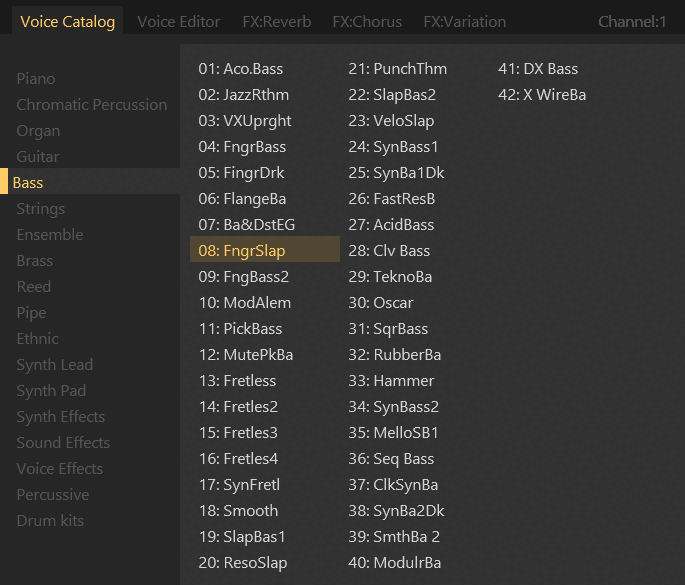 Voice Catalog Voice Editor FX:Reverb FX:Chorus FX:Variation Channel:1
Piano
Chromatic Percussion
Organ
Guitar
Bass
Strings
Ensemble
Brass
Reed
Pipe
Ethnic
Synth Lead
Synth Pad
Synth Effects
Sound Effects
Voice Effects
Percussive
Drum kits
01: Aco.Bass
02: JazzRthm
03: VXUprght
04: FngrBass
05: FingrDrk
06: FlangeBa
07: Ba&DstEG
08: FngrSlap
09: FngBass2
10: ModAlem
11: PickBass
12: MutePkBa
13: Fretless
14: Fretles2
15: Fretles3
16: Fretles4
17: SynFretl
18: Smooth
19: SlapBas1
20: ResoSlap
21: PunchThm
22: SlapBas2
23: VeloSlap
24: SynBass1
25: SynBa1Dk
26: FastResB
27: AcidBass
28: Clv Bass
29: TeknoBa
30: Oscar
31: SqrBass
32: RubberBa
33: Hammer
34: SynBass2
35: MelloSB1
36: Seq Bass
37: ClkSynBa
38: SynBa2Dk
39: SmthBa 2
40: ModulrBa
41: DX Bass
42: X WireBa